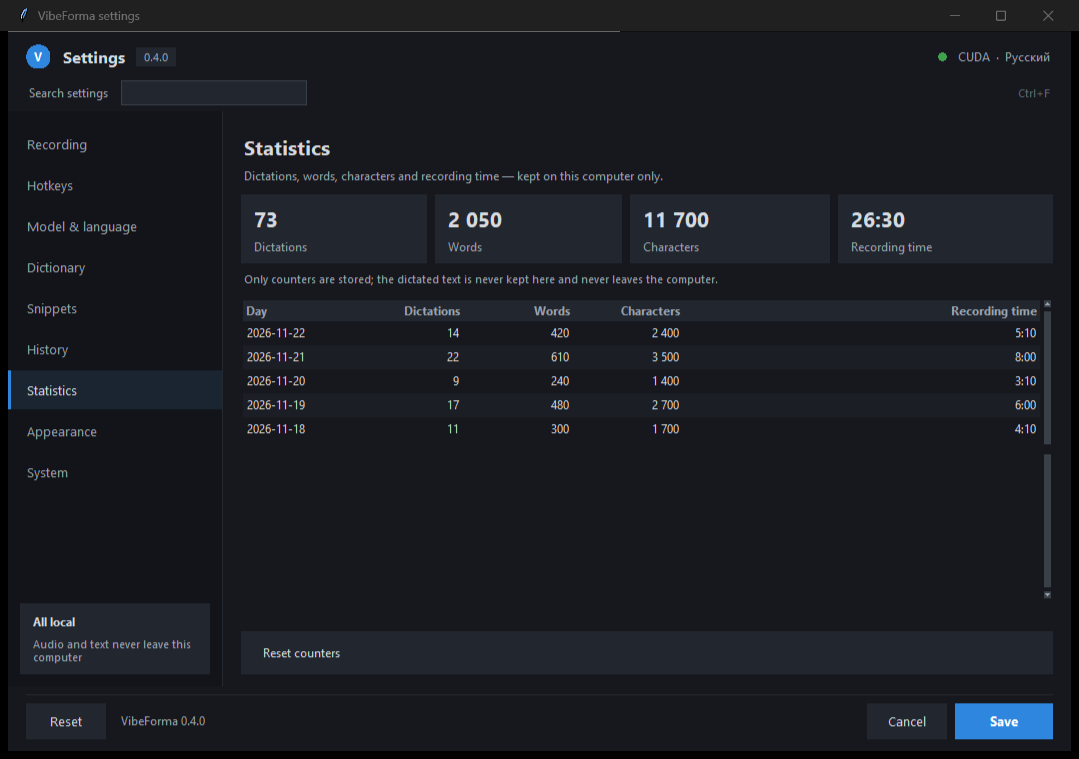 VibeForma settings
V Settings 0.4.0 CUDA · Русский
Search settings Ctrl+F
Recording
Hotkeys
Model & language
Dictionary
Snippets
History
Statistics
Appearance
System
All local
Audio and text never leave this
computer
Statistics
Dictations, words, characters and recording time — kept on this computer only.
73 2 050 11 700 26:30
Dictations Words Characters Recording time
Only counters are stored; the dictated text is never kept here and never leaves the computer.
Day Dictations Words Characters Recording time
2026-11-22 14 420 2 400 5:10
2026-11-21 22 610 3 500 8:00
2026-11-20 9 240 1 400 3:10
2026-11-19 17 480 2 700 6:00
2026-11-18 11 300 1 700 4:10
Reset counters
Reset VibeForma 0.4.0 Cancel Save